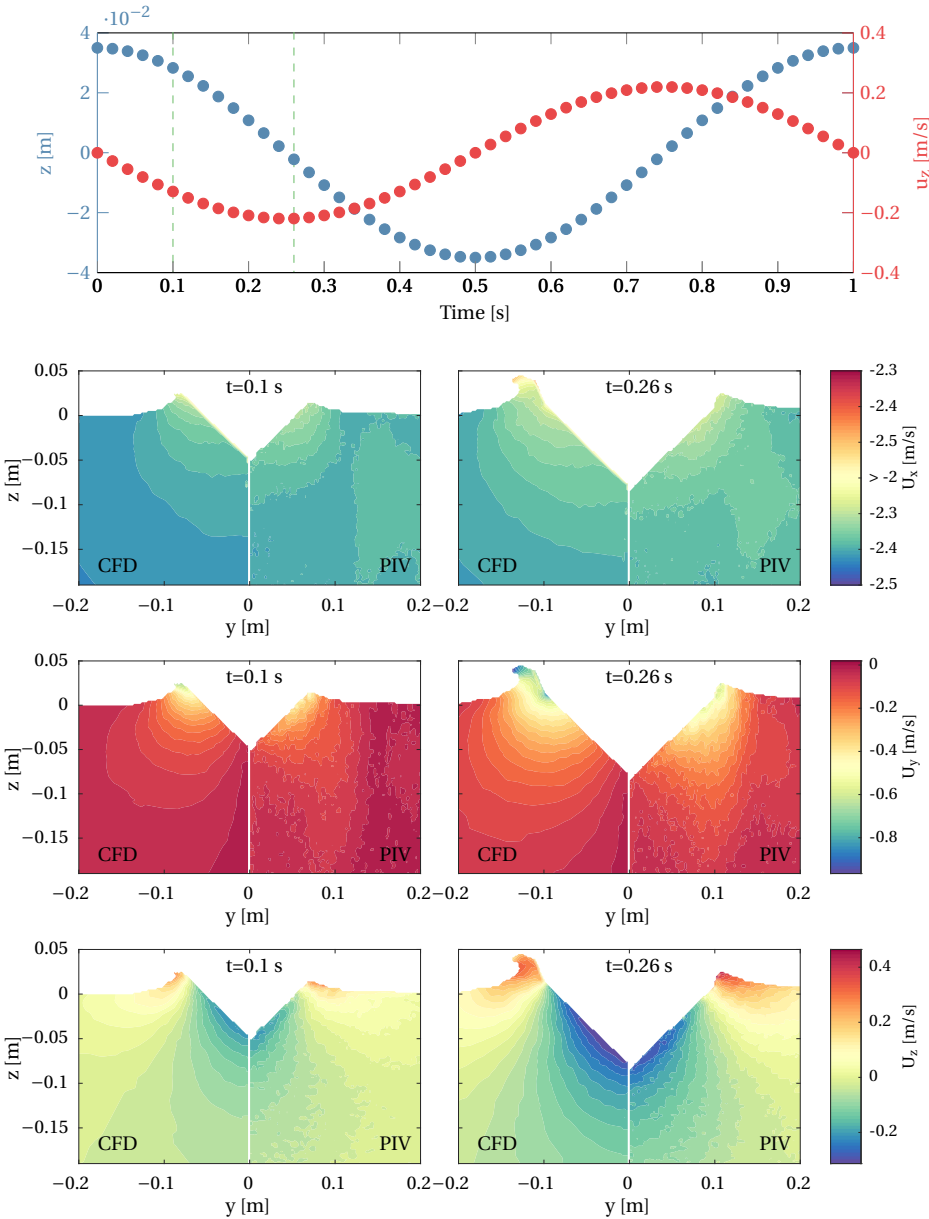 ·10⁻²
4
2
0
−2
−4
z [m]
0.4
0.2
0
−0.2
−0.4
u_z [m/s]
0 0.1 0.2 0.3 0.4 0.5 0.6 0.7 0.8 0.9 1
Time [s]
0.05
0
−0.05
−0.1
−0.15
z [m]
t=0.1 s
CFD PIV
−0.2 −0.1 0 0.1 0.2
y [m]
t=0.26 s
CFD PIV
−0.2 −0.1 0 0.1 0.2
y [m]
-2.3
-2.4
-2.5
> -2
-2.3
-2.4
-2.5
U_x [m/s]
0.05
0
−0.05
−0.1
−0.15
z [m]
t=0.1 s
CFD PIV
−0.2 −0.1 0 0.1 0.2
y [m]
t=0.26 s
CFD PIV
−0.2 −0.1 0 0.1 0.2
y [m]
0
-0.2
-0.4
-0.6
-0.8
U_y [m/s]
0.05
0
−0.05
−0.1
−0.15
z [m]
t=0.1 s
CFD PIV
−0.2 −0.1 0 0.1 0.2
y [m]
t=0.26 s
CFD PIV
−0.2 −0.1 0 0.1 0.2
y [m]
0.4
0.2
0
-0.2
U_z [m/s]